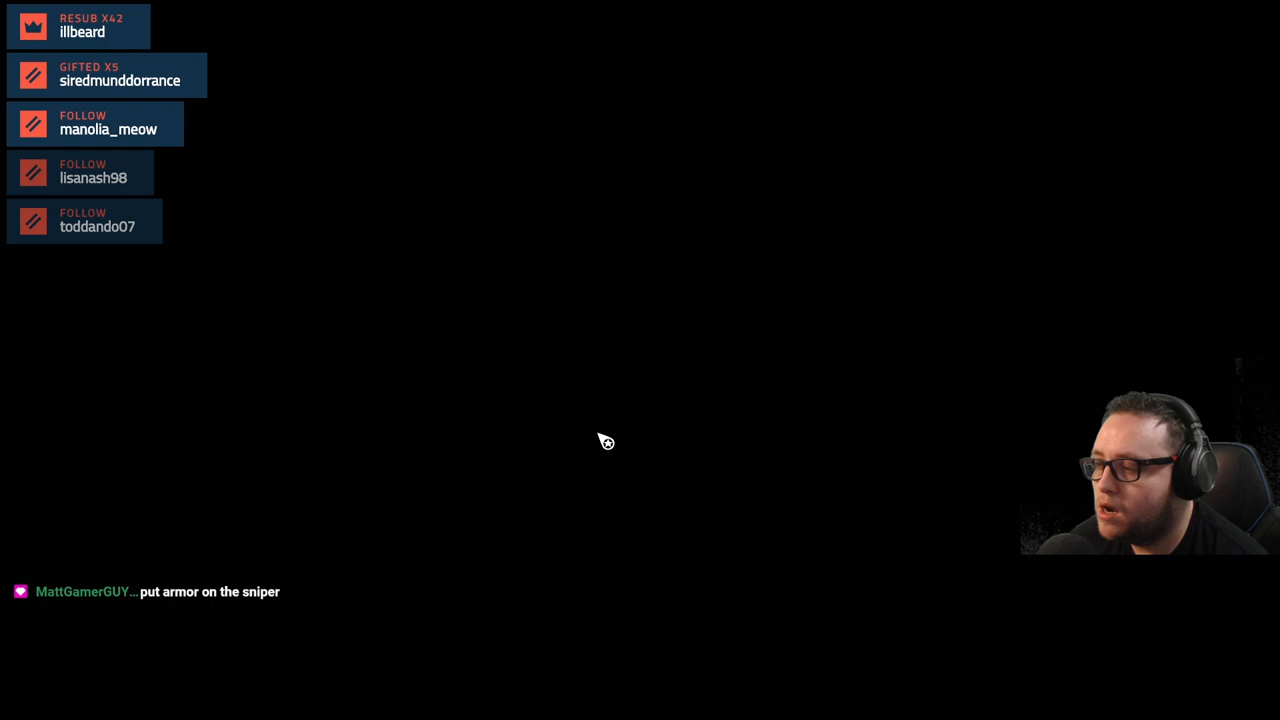 RESUB X42
illbeard
GIFTED X5
siredmunddorrance
FOLLOW
manolia_meow
FOLLOW
lisanash98
FOLLOW
toddando07
MattGamerGUY... put armor on the sniper